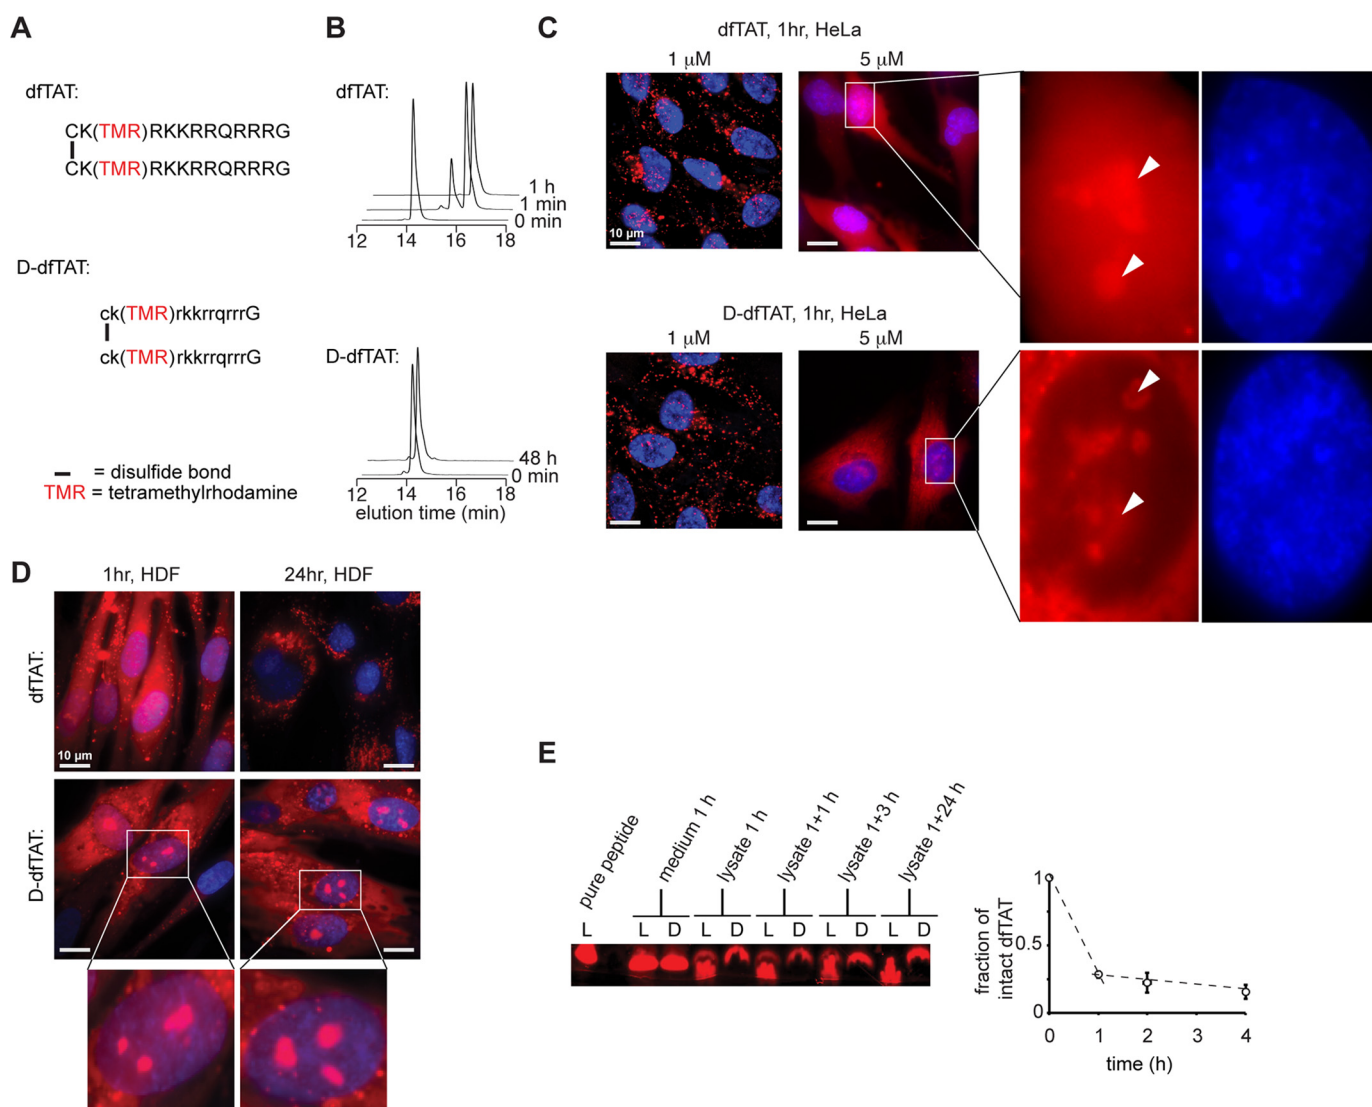 A
dfTAT:
CK(TMR)RKKRRQRRRG
CK(TMR)RKKRRQRRRG
D-dfTAT:
ck(TMR)rkkrrqrrrG
ck(TMR)rkkrrqrrrG
= disulfide bond
TMR = tetramethylrhodamine
B
dfTAT:
1 h
1 min
0 min
12 14 16 18
D-dfTAT:
48 h
0 min
12 14 16 18
elution time (min)
C
dfTAT, 1hr, HeLa
1 µM 5 µM
10 µm
D-dfTAT, 1hr, HeLa
1 µM 5 µM
D
1hr, HDF 24hr, HDF
dfTAT:
10 µm
D-dfTAT:
E
pure peptide
medium 1 h
lysate 1 h
lysate 1+1 h
lysate 1+3 h
lysate 1+24 h
L L D L D L D L D L D
fraction of
intact dfTAT
1
0.5
0
0 1 2 3 4
time (h)